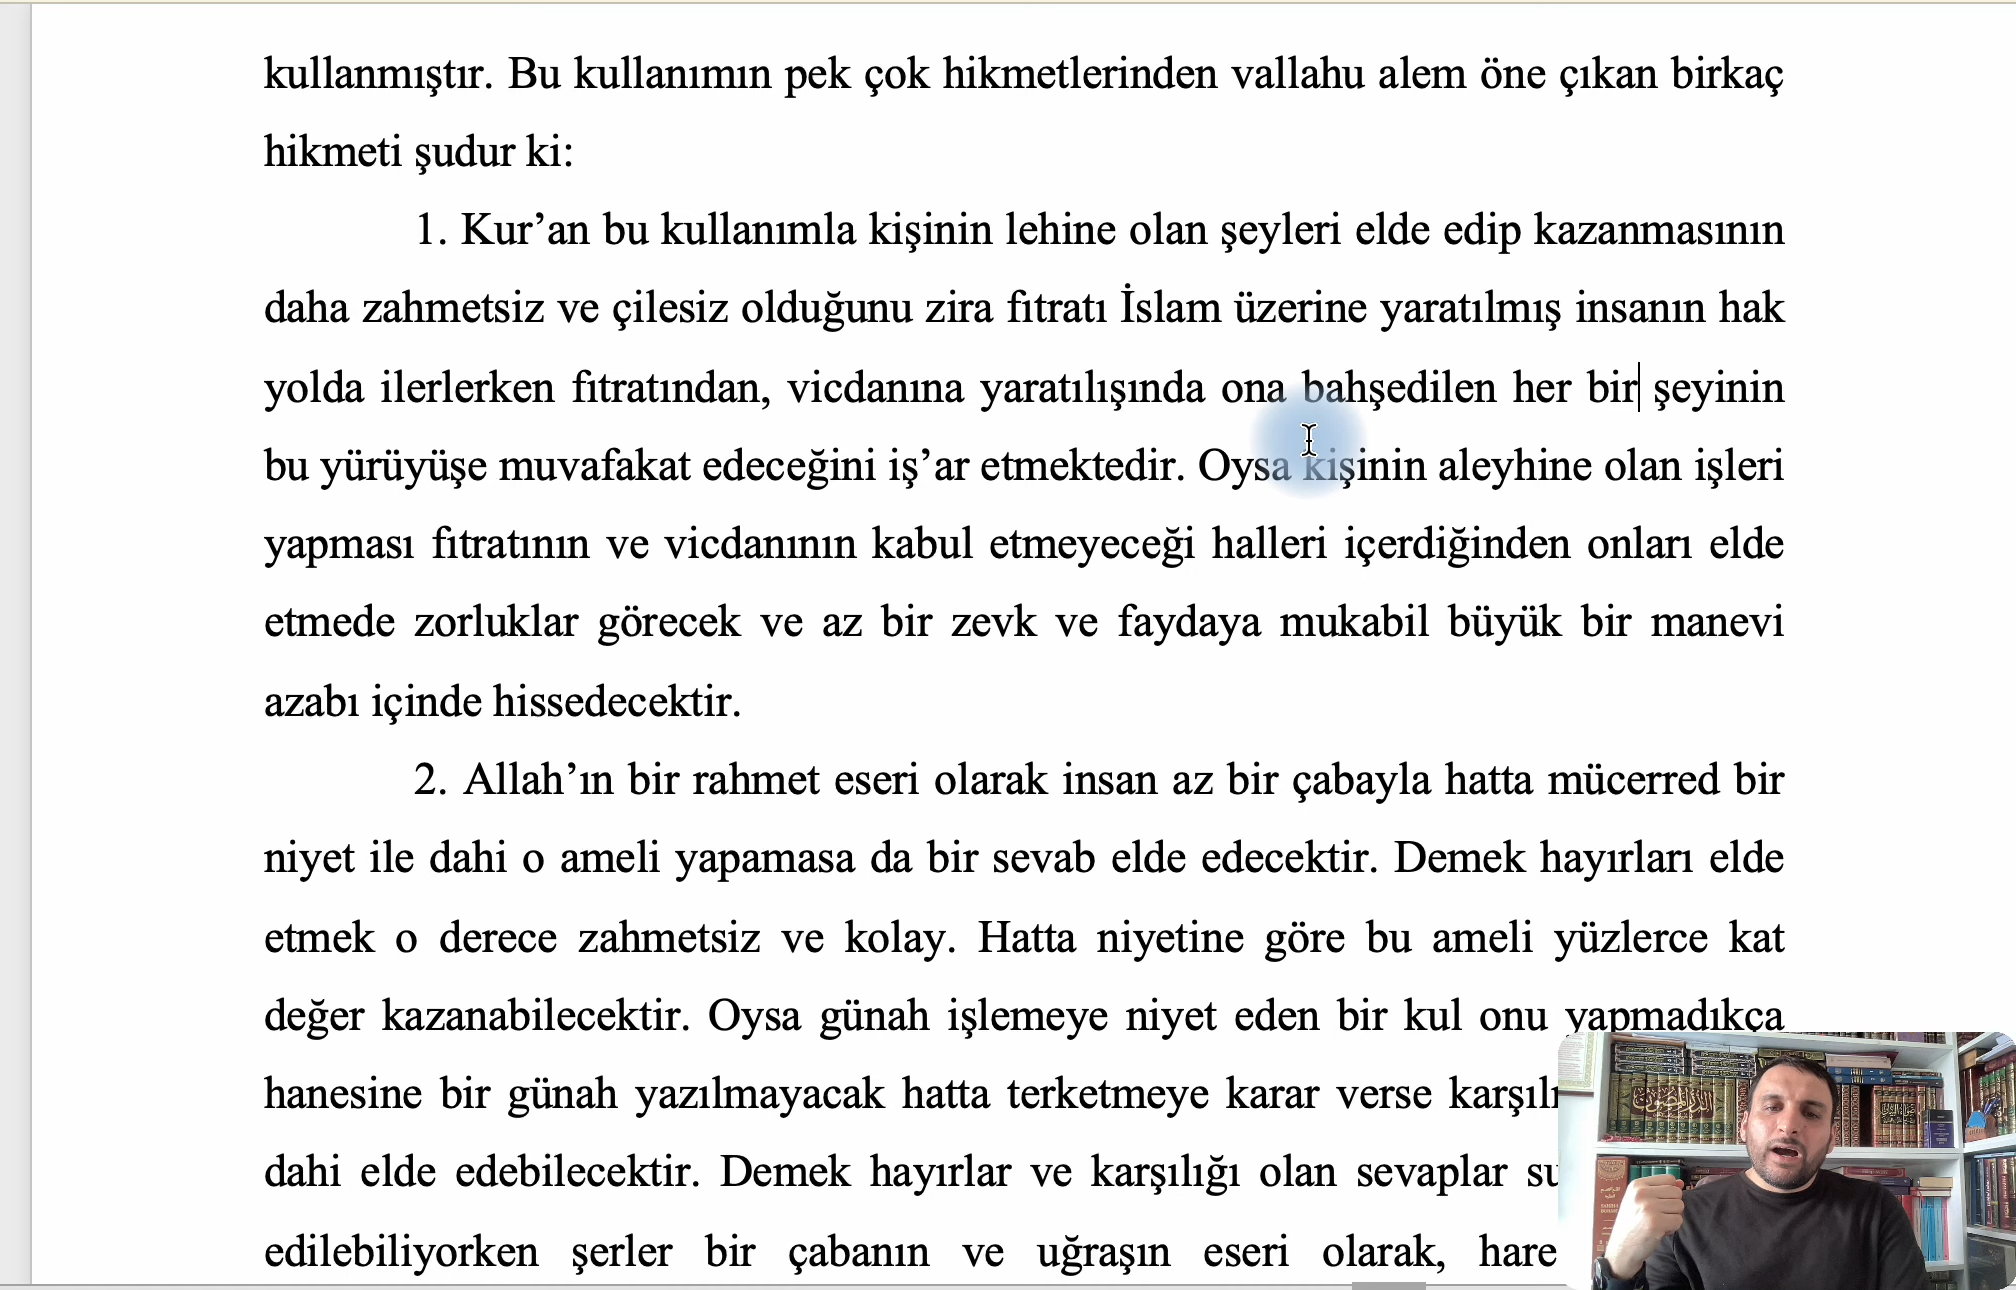 kullanmıştır. Bu kullanımın pek çok hikmetlerinden vallahu alem öne çıkan birkaç
hikmeti şudur ki:
1. Kur’an bu kullanımla kişinin lehine olan şeyleri elde edip kazanmasının
daha zahmetsiz ve çilesiz olduğunu zira fıtratı İslam üzerine yaratılmış insanın hak
yolda ilerlerken fıtratından, vicdanına yaratılışında ona bahşedilen her bir şeyinin
bu yürüyüşe muvafakat edeceğini iş’ar etmektedir. Oysa kişinin aleyhine olan işleri
yapması fıtratının ve vicdanının kabul etmeyeceği halleri içerdiğinden onları elde
etmede zorluklar görecek ve az bir zevk ve faydaya mukabil büyük bir manevi
azabı içinde hissedecektir.
2. Allah’ın bir rahmet eseri olarak insan az bir çabayla hatta mücerred bir
niyet ile dahi o ameli yapamasa da bir sevab elde edecektir. Demek hayırları elde
etmek o derece zahmetsiz ve kolay. Hatta niyetine göre bu ameli yüzlerce kat
değer kazanabilecektir. Oysa günah işlemeye niyet eden bir kul onu yapmadıkça
hanesine bir günah yazılmayacak hatta terketmeye karar verse
dahi elde edebilecektir. Demek hayırlar ve karşılığı olan sevaplar
edilebiliyorken şerler bir çabanın ve uğraşın eseri olarak,
الدر المصون